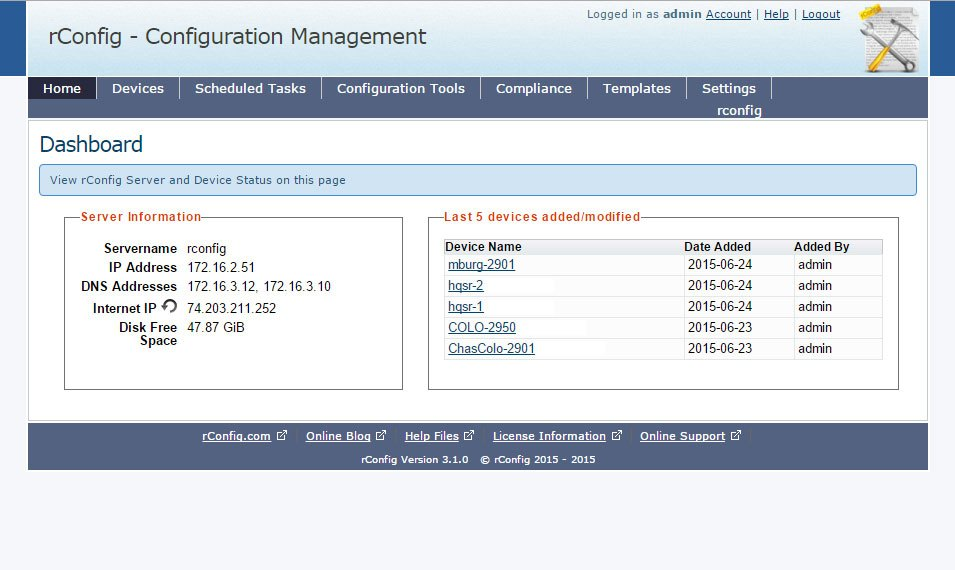 Logged in as admin Account | Help | Logout
rConfig - Configuration Management
Home Devices Scheduled Tasks Configuration Tools Compliance Templates Settings
rconfig
Dashboard
View rConfig Server and Device Status on this page
Server Information
Servername rconfig
IP Address 172.16.2.51
DNS Addresses 172.16.3.12, 172.16.3.10
Internet IP 74.203.211.252
Disk Free 47.87 GiB
Space
Last 5 devices added/modified
Device Name Date Added Added By
mburg-2901 2015-06-24 admin
hqsr-2 2015-06-24 admin
hqsr-1 2015-06-24 admin
COLO-2950 2015-06-23 admin
ChasColo-2901 2015-06-23 admin
rConfig.com Online Blog Help Files License Information Online Support
rConfig Version 3.1.0 © rConfig 2015 - 2015